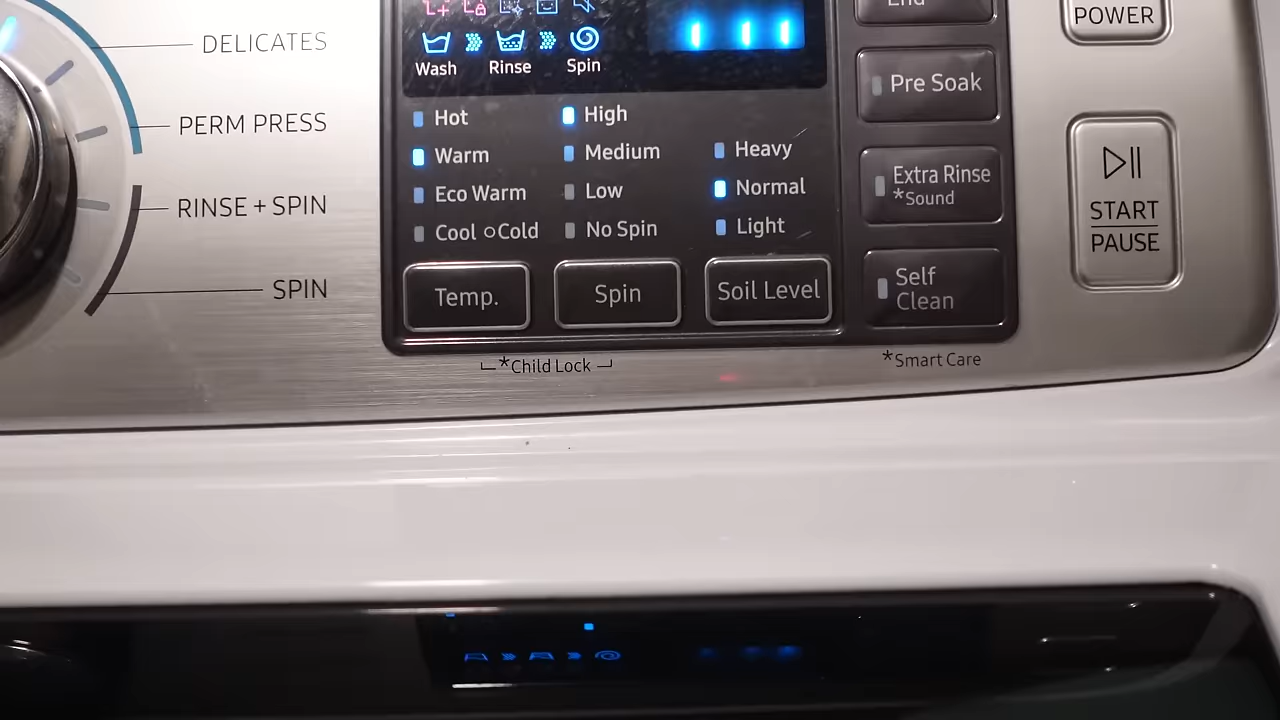 DELICATES
PERM PRESS
RINSE + SPIN
SPIN
Wash Rinse Spin
Hot
Warm
Eco Warm
Cool Cold
High
Medium
Low
No Spin
Heavy
Normal
Light
Temp.
Spin
Soil Level
*Child Lock
End
Pre Soak
Extra Rinse
*Sound
Self
Clean
*Smart Care
POWER
START
PAUSE